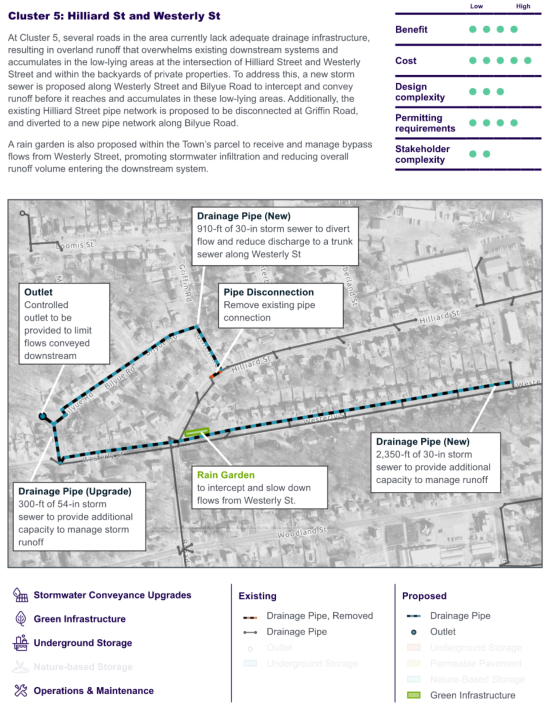 Cluster 5: Hilliard St and Westerly St
At Cluster 5, several roads in the area currently lack adequate drainage infrastructure,
resulting in overland runoff that overwhelms existing downstream systems and
accumulates in the low-lying areas at the intersection of Hilliard Street and Westerly
Street and within the backyards of private properties. To address this, a new storm
sewer is proposed along Westerly Street and Bilyue Road to intercept and convey
runoff before it reaches and accumulates in these low-lying areas. Additionally, the
existing Hilliard Street pipe network is proposed to be disconnected at Griffin Road,
and diverted to a new pipe network along Bilyue Road.
A rain garden is also proposed within the Town's parcel to receive and manage bypass
flows from Westerly Street, promoting stormwater infiltration and reducing overall
runoff volume entering the downstream system.
Low High
Benefit
Cost
Design
complexity
Permitting
requirements
Stakeholder
complexity
Drainage Pipe (New)
910-ft of 30-in storm sewer to divert
flow and reduce discharge to a trunk
sewer along Westerly St
Loomis St
Griffin Rd
Outlet
Controlled
outlet to be
provided to limit
flows conveyed
downstream
Pipe Disconnection
Remove existing pipe
connection
Hilliard St
Hilliard St
Drainage Pipe (New)
2,350-ft of 30-in storm
sewer to provide additional
capacity to manage runoff
Rain Garden
to intercept and slow down
flows from Westerly St.
Drainage Pipe (Upgrade)
300-ft of 54-in storm
sewer to provide additional
capacity to manage storm
runoff
Woodland St
Stormwater Conveyance Upgrades
Green Infrastructure
Underground Storage
Nature-based Storage
Operations & Maintenance
Existing
Drainage Pipe, Removed
Drainage Pipe
Outlet
Underground Storage
Proposed
Drainage Pipe
Outlet
Underground Storage
Permeable Pavement
Nature-Based Storage
Green Infrastructure